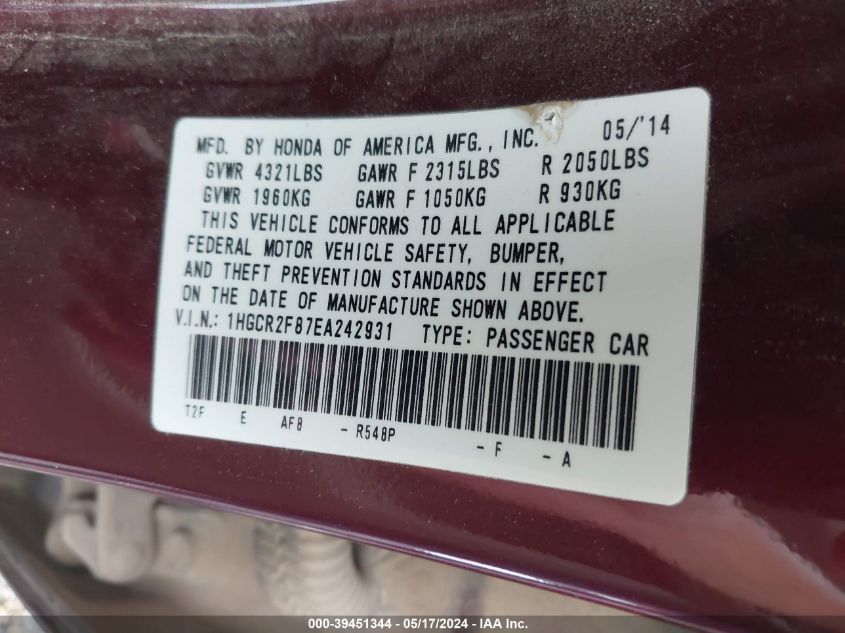 MFD. BY HONDA OF AMERICA MFG., INC. 05/'14
GVWR 4321LBS GAWR F 2315LBS R 2050LBS
GVWR 1960KG GAWR F 1050KG R 930KG
THIS VEHICLE CONFORMS TO ALL APPLICABLE
FEDERAL MOTOR VEHICLE SAFETY, BUMPER,
AND THEFT PREVENTION STANDARDS IN EFFECT
ON THE DATE OF MANUFACTURE SHOWN ABOVE.
V.I.N.: 1HGCR2F87EA242931 TYPE: PASSENGER CAR
T2F E AF8 - R548P - F - A
000-39451344 - 05/17/2024 - IAA Inc.